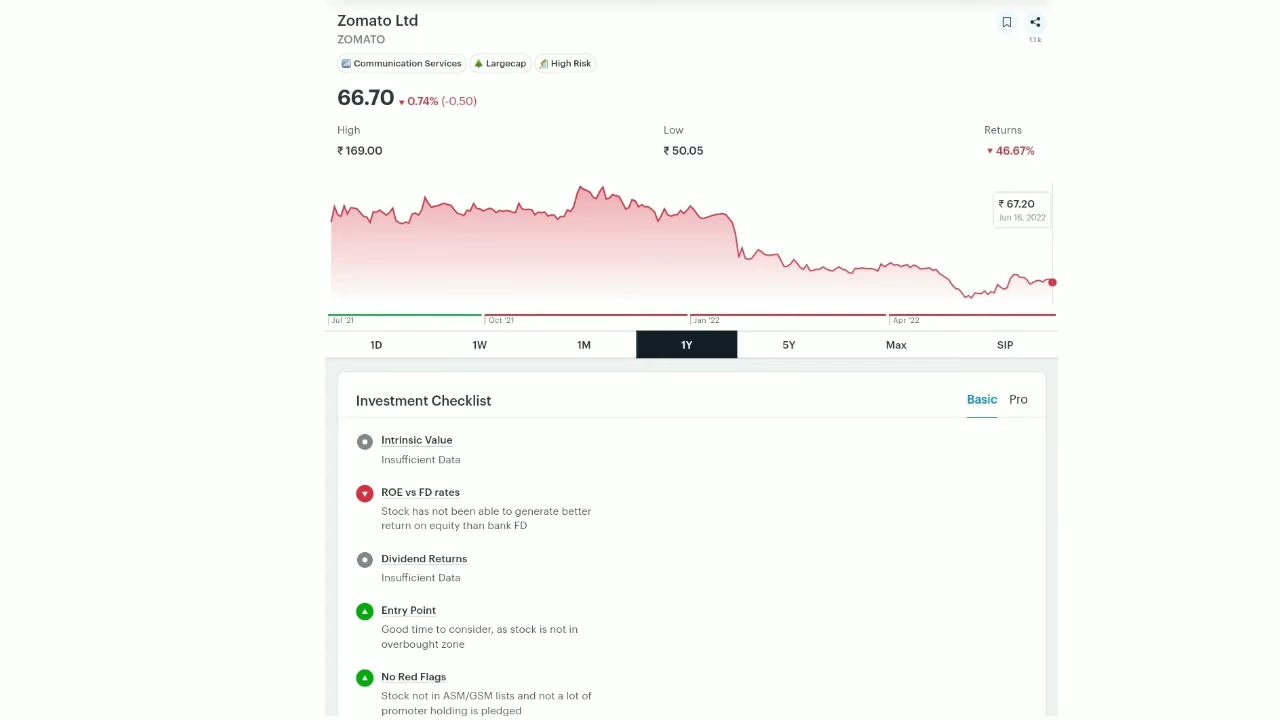 Zomato Ltd
ZOMATO
1.1 k
Communication Services Largecap High Risk
66.70 ▼ 0.74% (-0.50)
High Low Returns
₹ 169.00 ₹ 50.05 ▼ 46.67%
₹ 67.20
Jun 16, 2022
Jul '21 Oct '21 Jan '22 Apr '22
1D 1W 1M 1Y 5Y Max SIP
Investment Checklist Basic Pro
Intrinsic Value
Insufficient Data
ROE vs FD rates
Stock has not been able to generate better
return on equity than bank FD
Dividend Returns
Insufficient Data
Entry Point
Good time to consider, as stock is not in
overbought zone
No Red Flags
Stock not in ASM/GSM lists and not a lot of
promoter holding is pledged